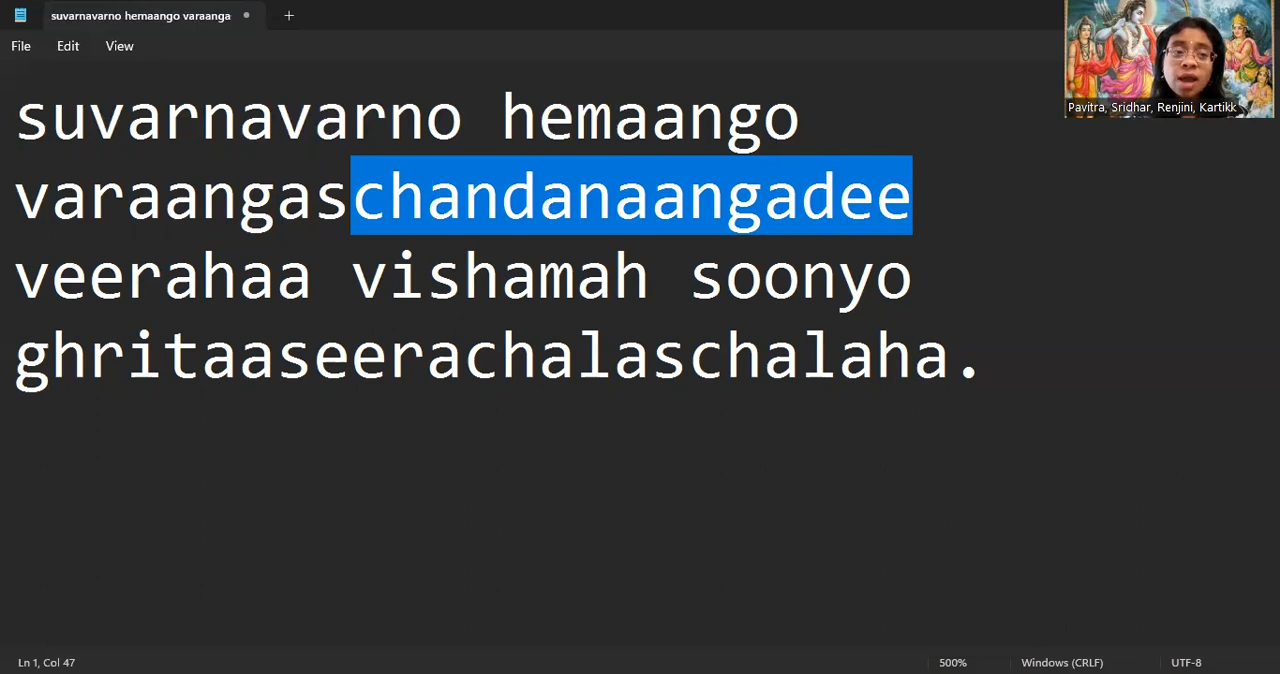 suvarnavarno hemaango varaanga
File Edit View
Pavitra, Sridhar, Renjini, Kartikk
suvarnavarno hemaango
varaangaschandanaangadee
veerahaa vishamah soonyo
ghritaaseerachalaschalaha.
Ln 1, Col 47 500% Windows (CRLF) UTF-8